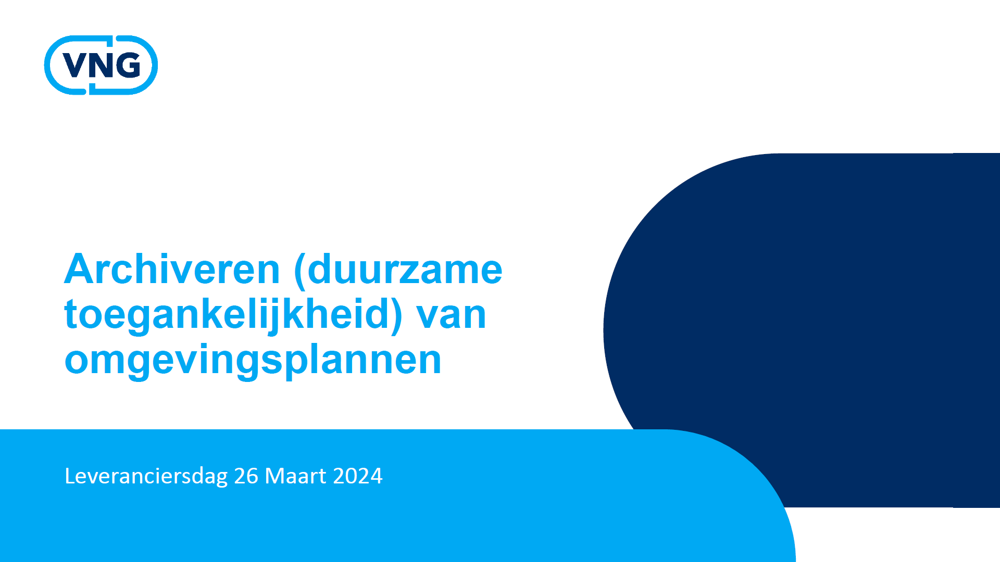 VNG
Archiveren (duurzame
toegankelijkheid) van
omgevingsplannen
Leveranciersdag 26 Maart 2024